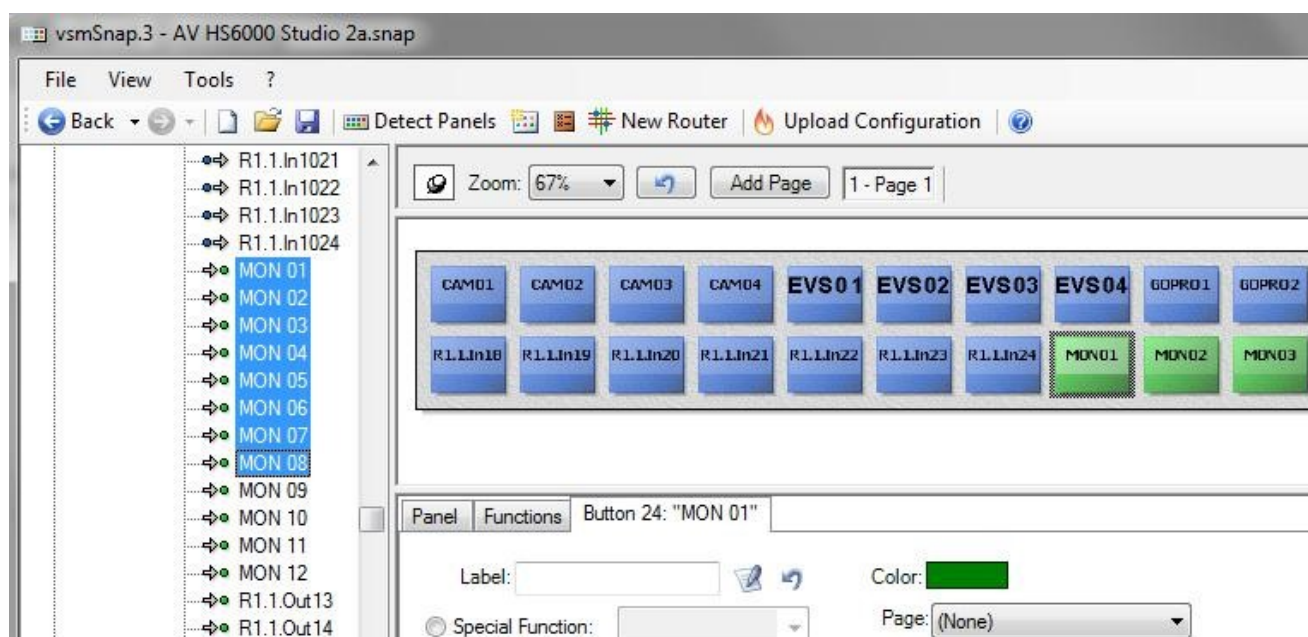 vsmSnap.3 - AV HS6000 Studio 2a.snap
File View Tools ?
Back Detect Panels New Router Upload Configuration
R1.1.In1021
R1.1.In1022
R1.1.In1023
R1.1.In1024
MON 01
MON 02
MON 03
MON 04
MON 05
MON 06
MON 07
MON 08
MON 09
MON 10
MON 11
MON 12
R1.1.Out13
R1.1.Out14
Zoom: 67% Add Page 1 - Page 1
CAM01 CAM02 CAM03 CAM04 EVS01 EVS02 EVS03 EVS04 GOPRO1 GOPRO2
R1.1.In18 R1.1.In19 R1.1.In20 R1.1.In21 R1.1.In22 R1.1.In23 R1.1.In24 MON01 MON02 MON03
Panel Functions Button 24: "MON 01"
Label: Color:
Special Function: Page: (None)